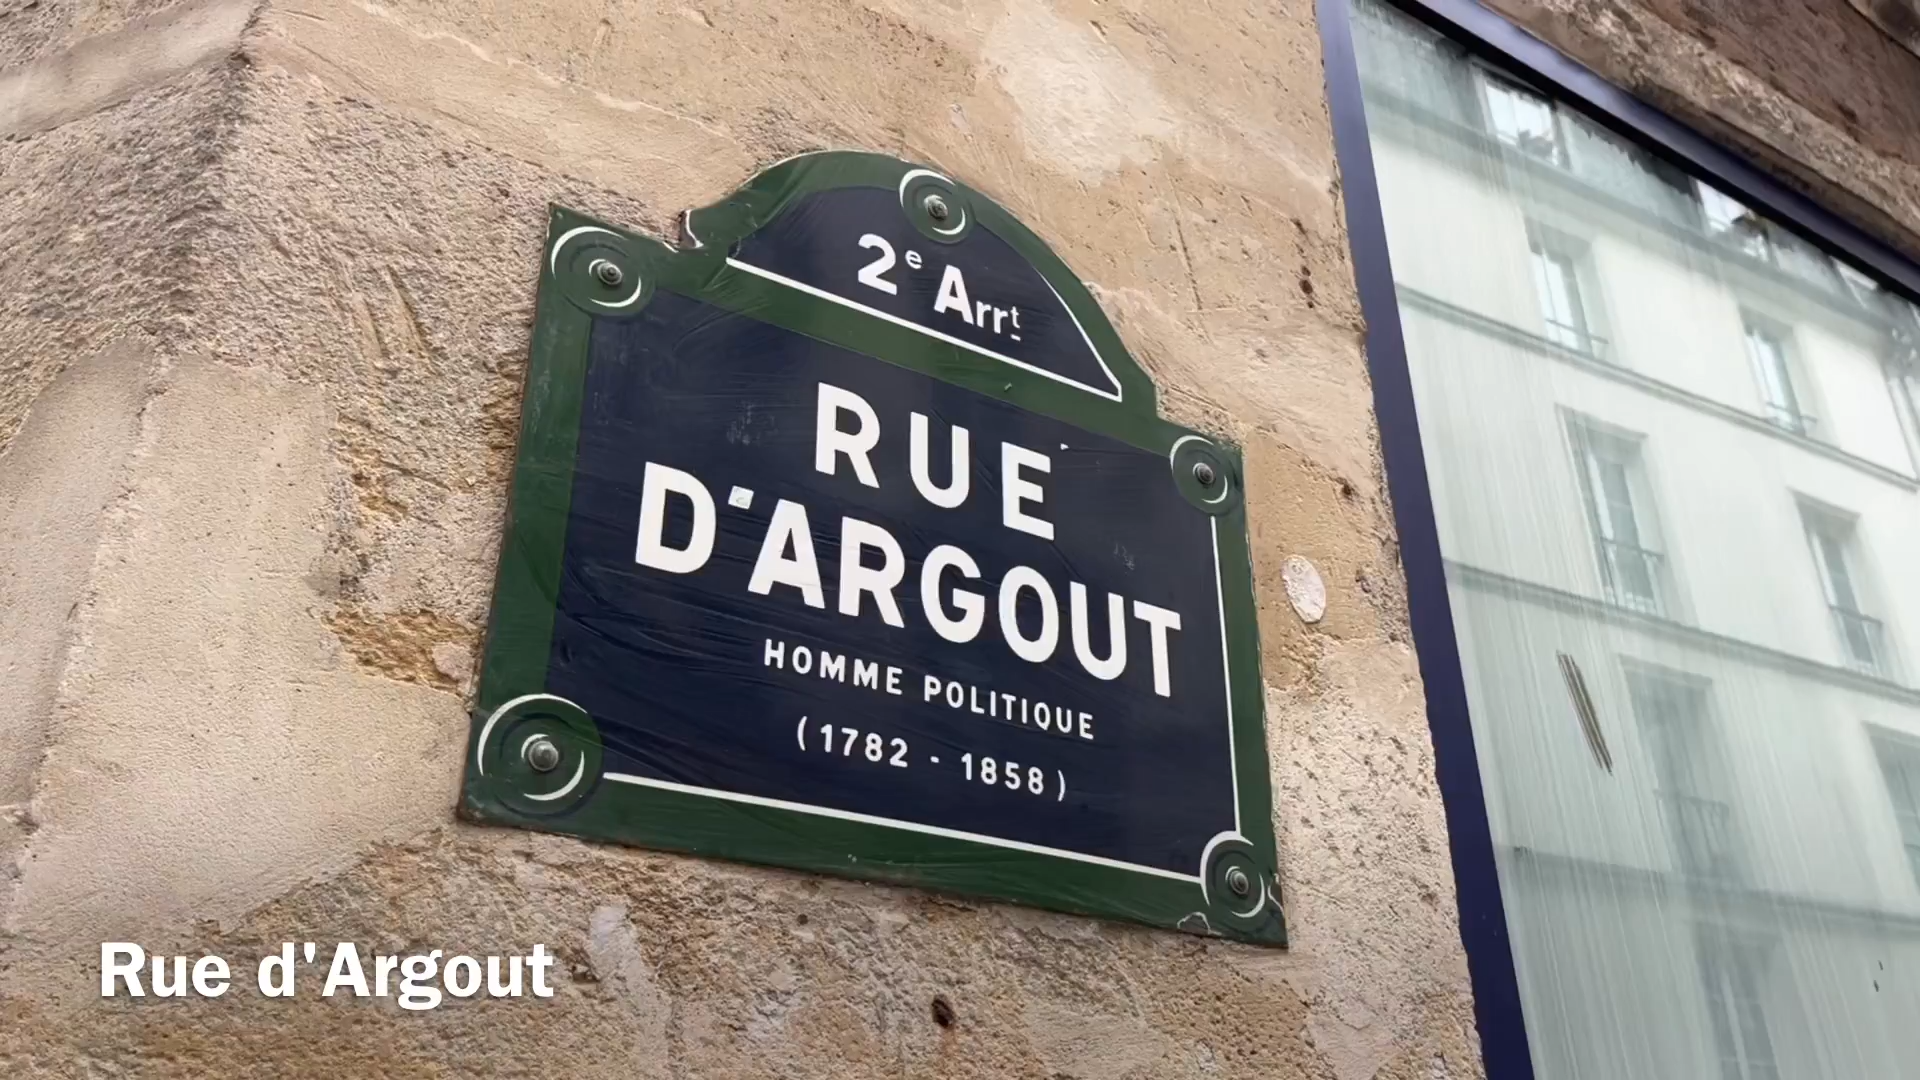 2e Arrt
RUE
D'ARGOUT
HOMME POLITIQUE
(1782 - 1858)
Rue d'Argout